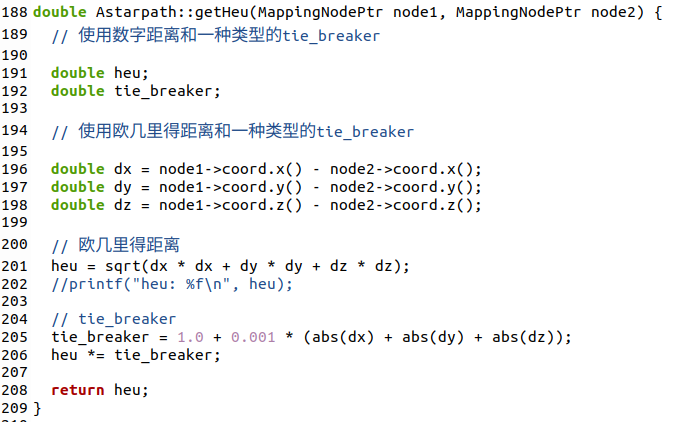 188 double Astarpath::getHeu(MappingNodePtr node1, MappingNodePtr node2) {
189   // 使用数字距离和一种类型的tie_breaker
190
191   double heu;
192   double tie_breaker;
193
194   // 使用欧几里得距离和一种类型的tie_breaker
195
196   double dx = node1->coord.x() - node2->coord.x();
197   double dy = node1->coord.y() - node2->coord.y();
198   double dz = node1->coord.z() - node2->coord.z();
199
200   // 欧几里得距离
201   heu = sqrt(dx * dx + dy * dy + dz * dz);
202   //printf("heu: %f\n", heu);
203
204   // tie_breaker
205   tie_breaker = 1.0 + 0.001 * (abs(dx) + abs(dy) + abs(dz));
206   heu *= tie_breaker;
207
208   return heu;
209 }